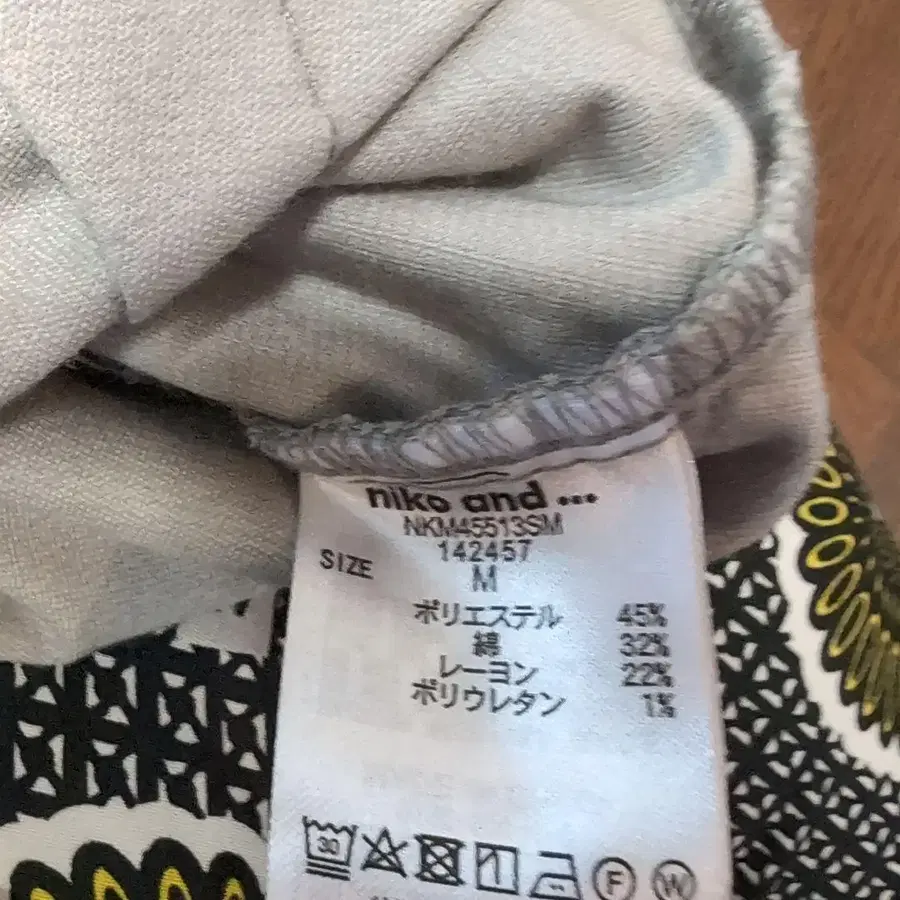 niko and ...
NKM45513SM
142457
SIZE M
ポリエステル 45%
綿 32%
レーヨン 22%
ポリウレタン 1%
30 F W